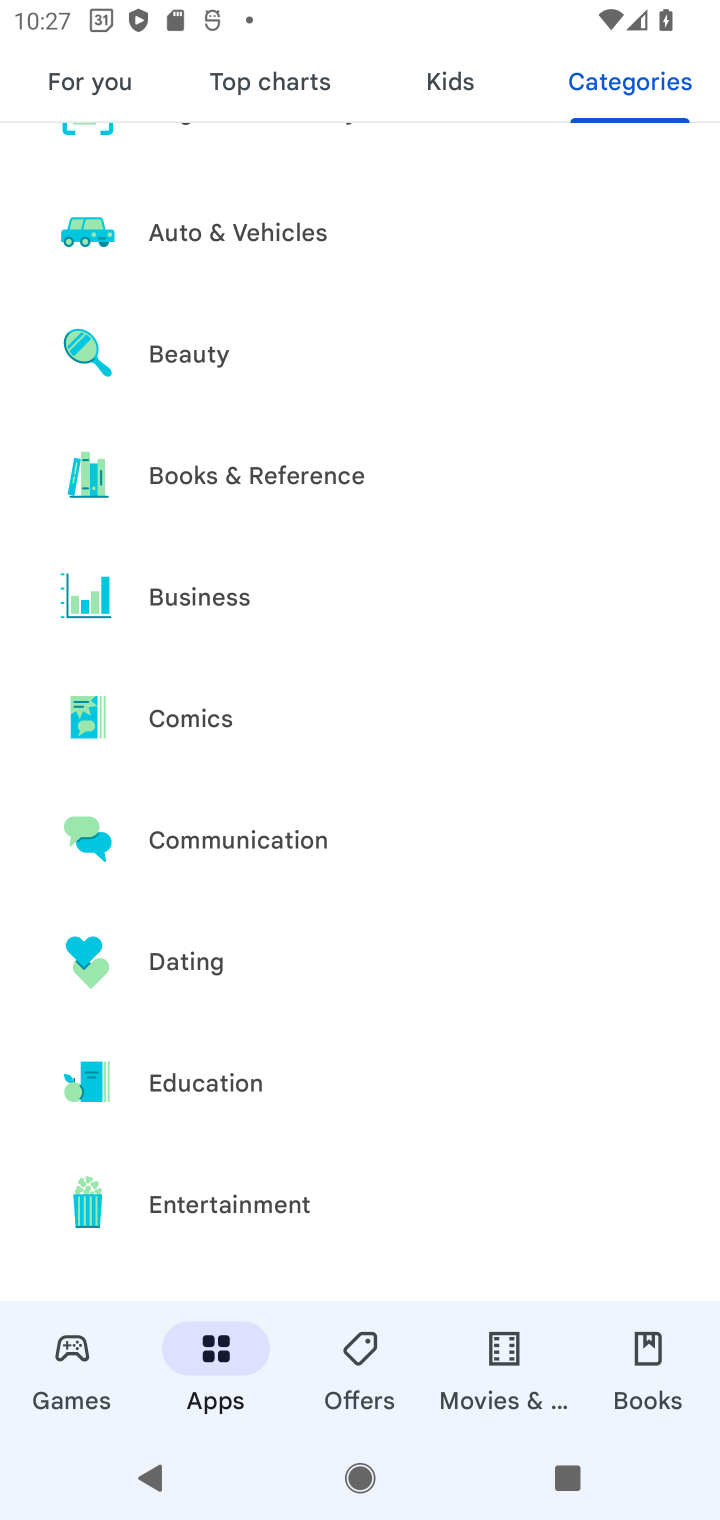 10:27 31
For you Top charts Kids Categories
Auto & Vehicles
Beauty
Books & Reference
Business
Comics
Communication
Dating
Education
Entertainment
Games Apps Offers Movies & ... Books